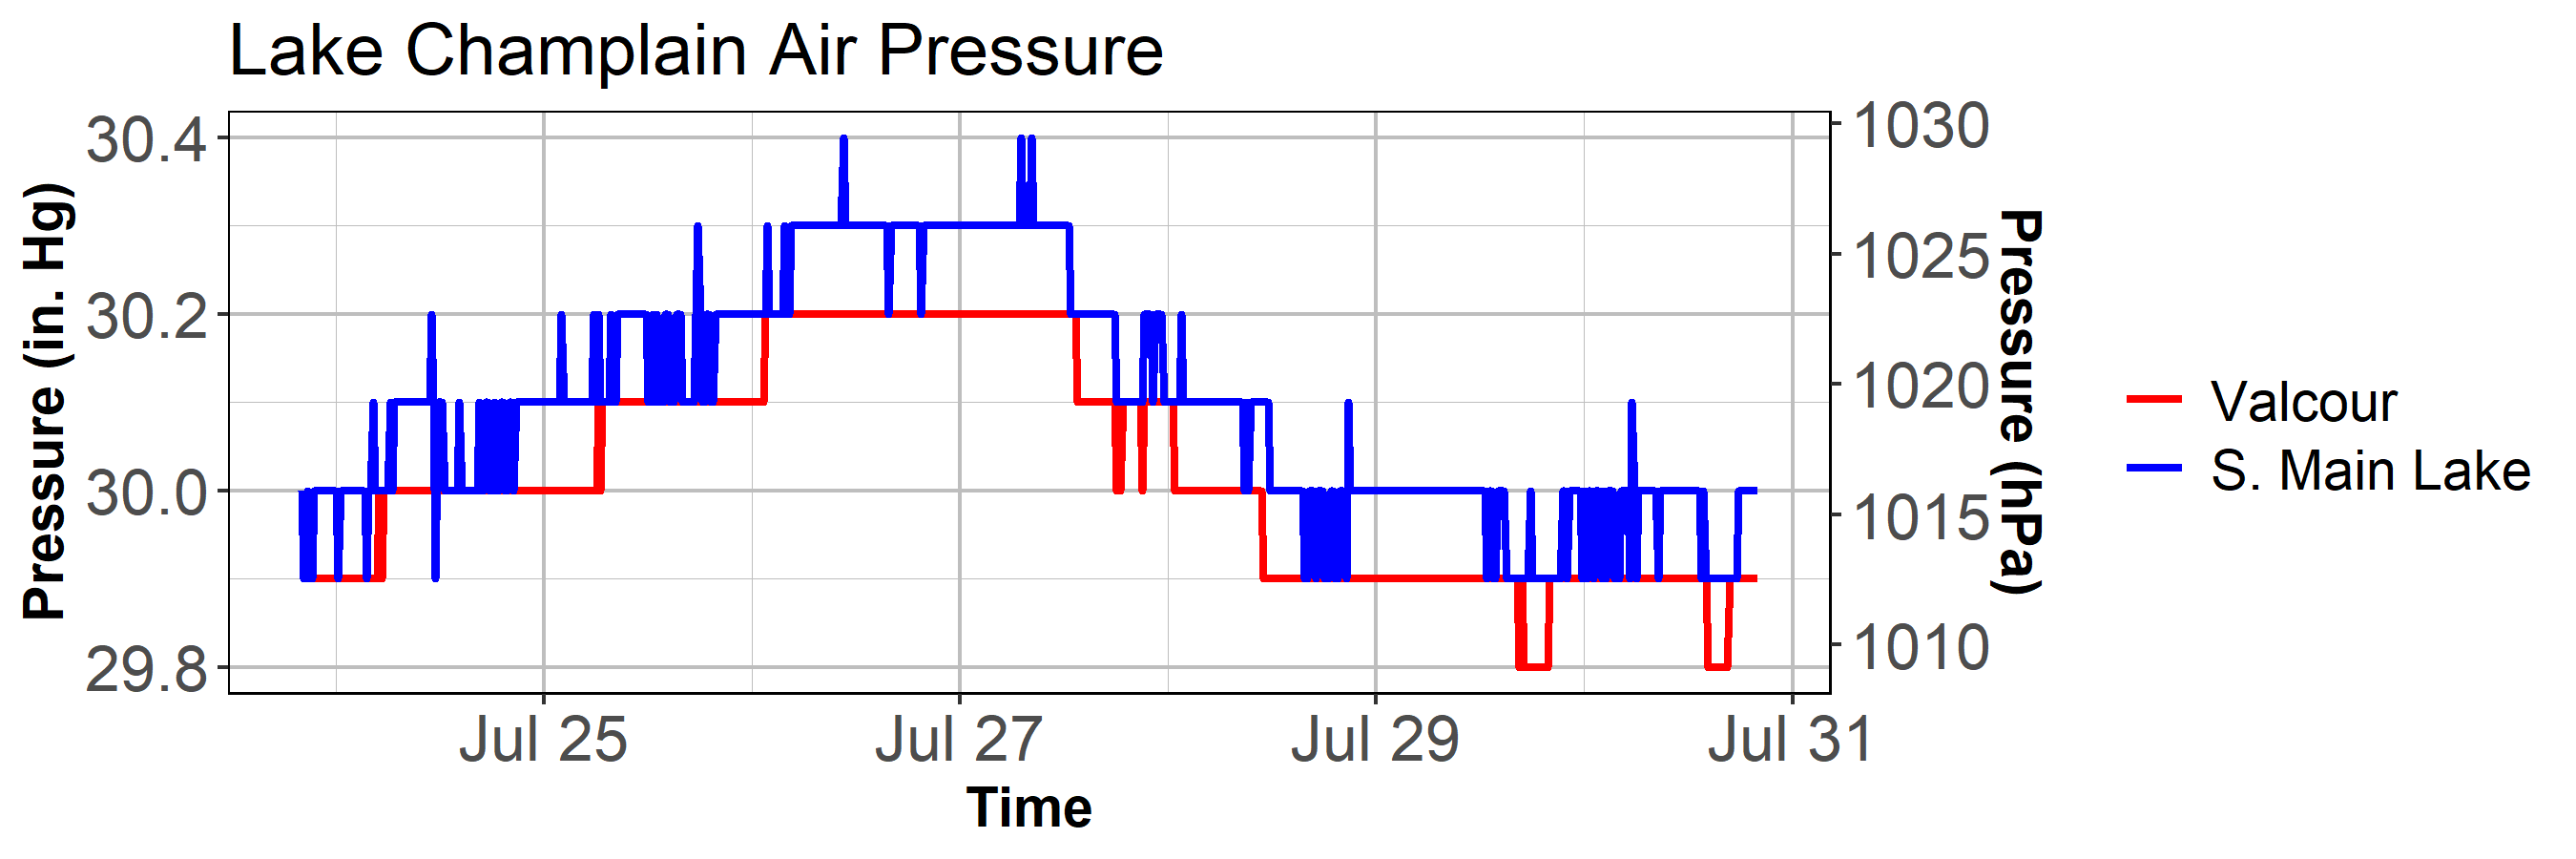 Lake Champlain Air Pressure
30.4
30.2
30.0
29.8
Pressure (in. Hg)
1030
1025
1020
1015
1010
Pressure (hPa)
Jul 25
Jul 27
Jul 29
Jul 31
Time
Valcour
S. Main Lake